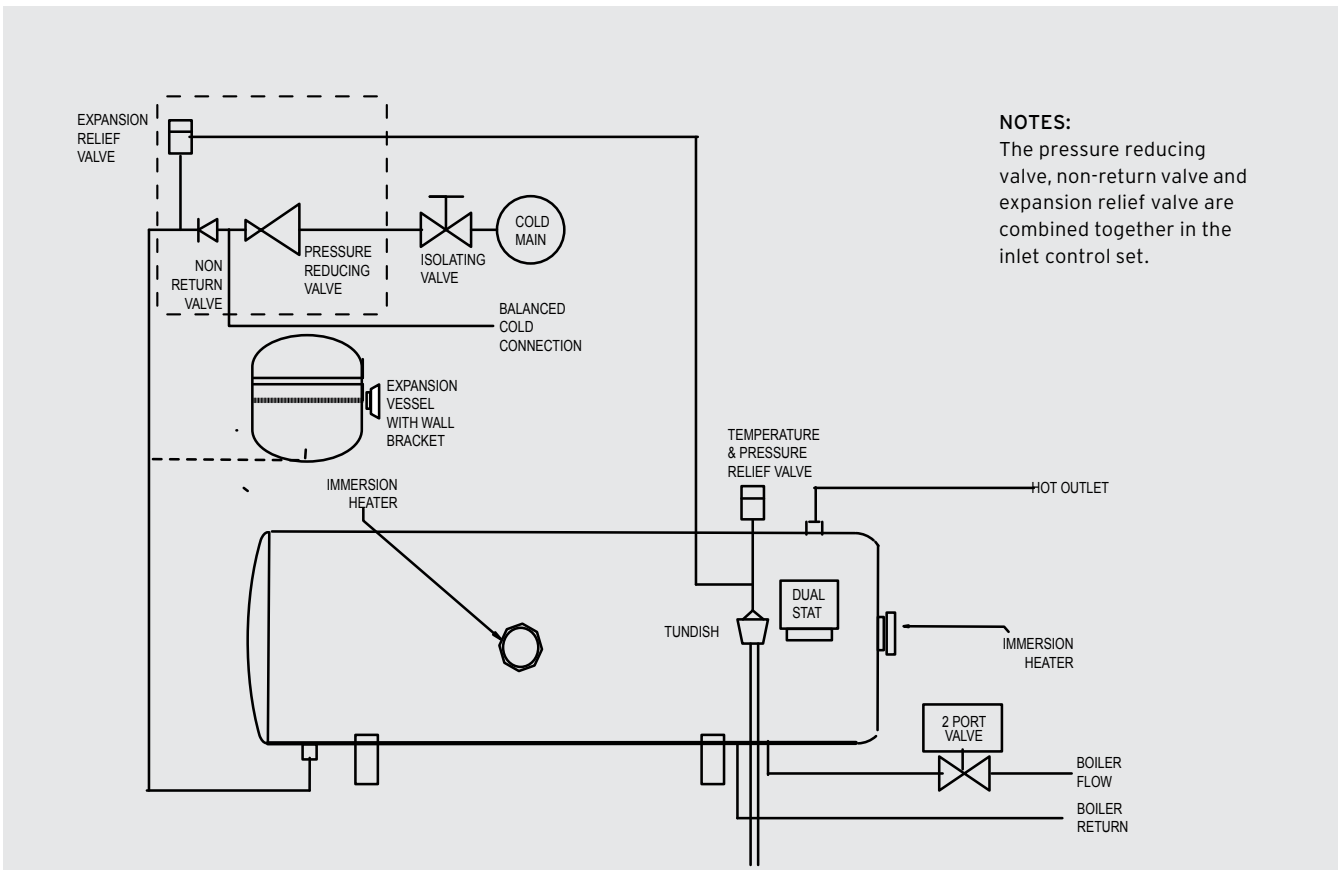 EXPANSION
RELIEF
VALVE
NOTES:
The pressure reducing
valve, non-return valve and
expansion relief valve are
combined together in the
inlet control set.
COLD
MAIN
NON
RETURN
VALVE
PRESSURE
REDUCING
VALVE
ISOLATING
VALVE
BALANCED
COLD
CONNECTION
EXPANSION
VESSEL
WITH WALL
BRACKET
TEMPERATURE
& PRESSURE
RELIEF VALVE
IMMERSION
HEATER
HOT OUTLET
DUAL
STAT
TUNDISH
IMMERSION
HEATER
2 PORT
VALVE
BOILER
FLOW
BOILER
RETURN